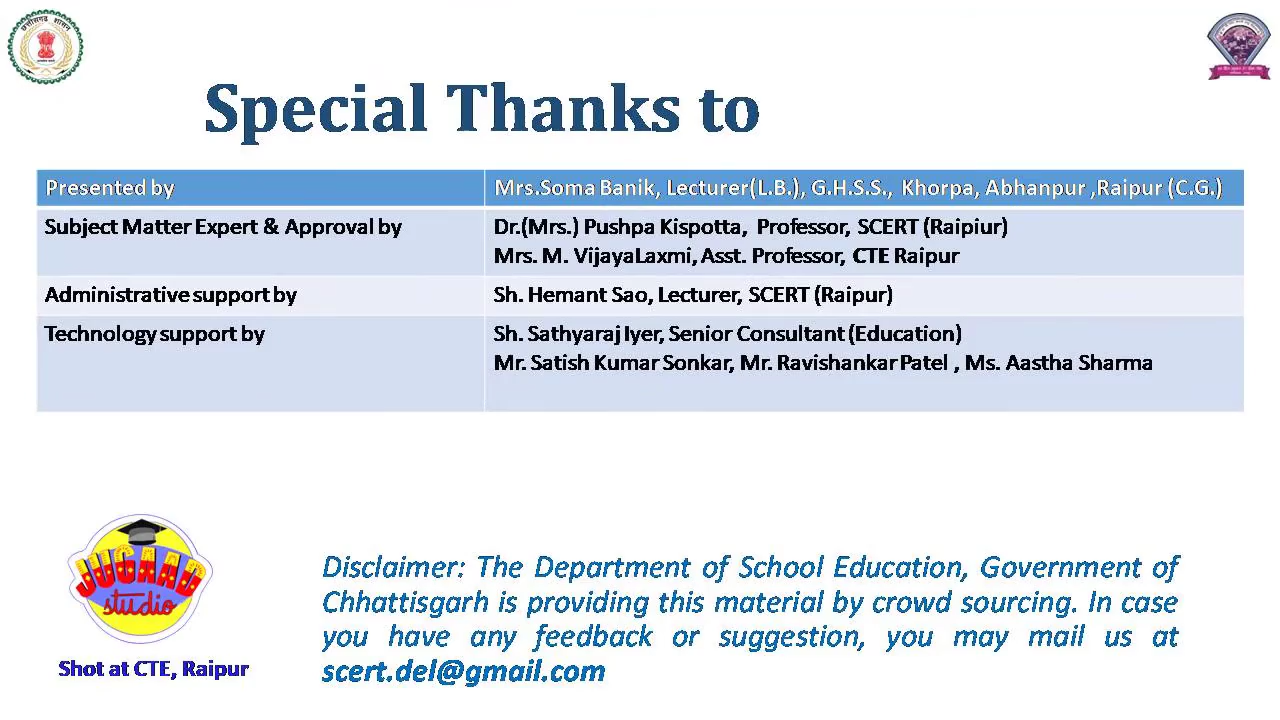 छत्तीसगढ़ शासन
Special Thanks to
Presented by
Mrs.Soma Banik, Lecturer(L.B.), G.H.S.S., Khorpa, Abhanpur ,Raipur (C.G.)
Subject Matter Expert & Approval by
Dr.(Mrs.) Pushpa Kispotta, Professor, SCERT (Raipiur)
Mrs. M. VijayaLaxmi, Asst. Professor, CTE Raipur
Administrative support by
Sh. Hemant Sao, Lecturer, SCERT (Raipur)
Technology support by
Sh. Sathyaraj Iyer, Senior Consultant (Education)
Mr. Satish Kumar Sonkar, Mr. Ravishankar Patel , Ms. Aastha Sharma
JUGAAD
studio
Shot at CTE, Raipur
Disclaimer: The Department of School Education, Government of
Chhattisgarh is providing this material by crowd sourcing. In case
you have any feedback or suggestion, you may mail us at
scert.del@gmail.com